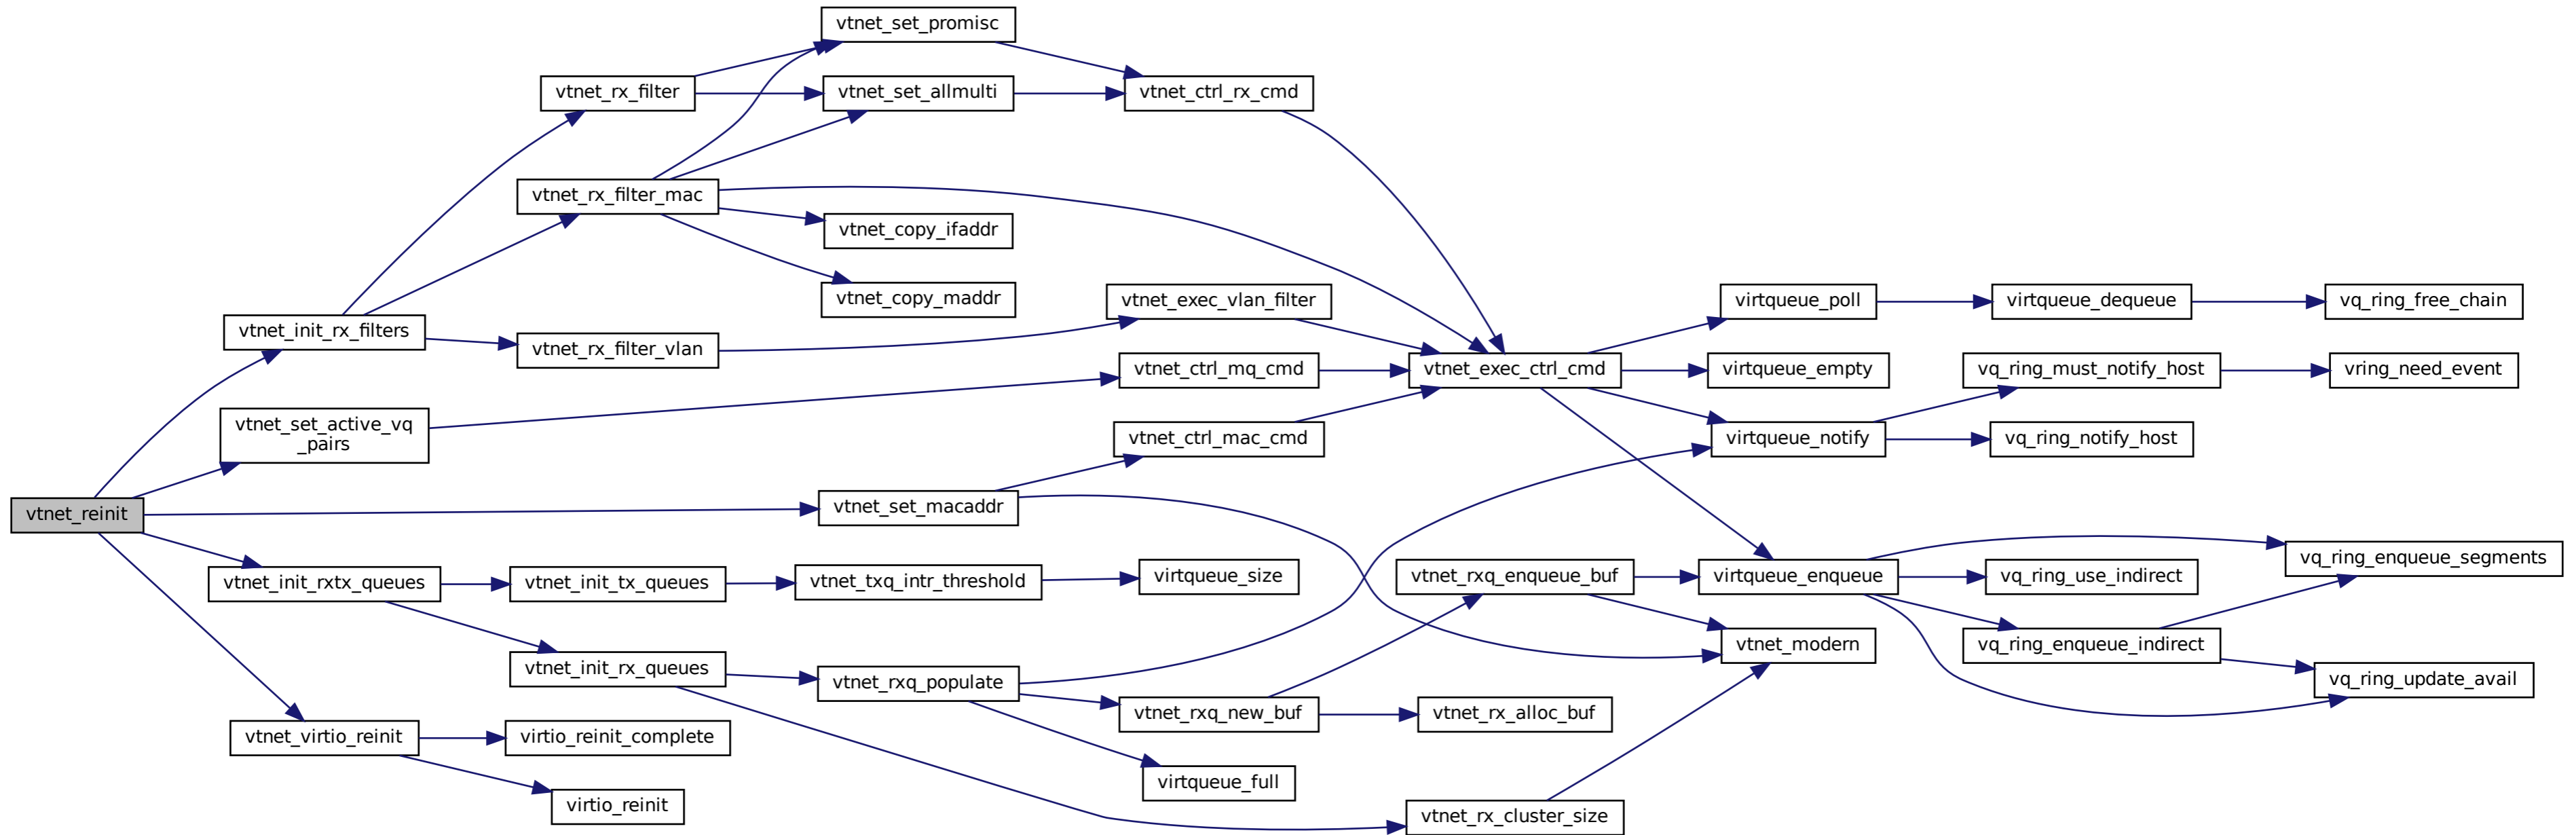 vtnet_set_promisc
vtnet_rx_filter
vtnet_set_allmulti
vtnet_ctrl_rx_cmd
vtnet_rx_filter_mac
vtnet_copy_ifaddr
vtnet_copy_maddr
vtnet_exec_vlan_filter
virtqueue_poll
virtqueue_dequeue
vq_ring_free_chain
vtnet_init_rx_filters
vtnet_rx_filter_vlan
vtnet_ctrl_mq_cmd
vtnet_exec_ctrl_cmd
virtqueue_empty
vq_ring_must_notify_host
vring_need_event
vtnet_set_active_vq
_pairs
vtnet_ctrl_mac_cmd
virtqueue_notify
vq_ring_notify_host
vtnet_reinit
vtnet_set_macaddr
vtnet_init_rxtx_queues
vtnet_init_tx_queues
vtnet_txq_intr_threshold
virtqueue_size
vtnet_rxq_enqueue_buf
virtqueue_enqueue
vq_ring_use_indirect
vq_ring_enqueue_segments
vtnet_modern
vq_ring_enqueue_indirect
vtnet_init_rx_queues
vtnet_rxq_populate
vq_ring_update_avail
vtnet_rxq_new_buf
vtnet_rx_alloc_buf
vtnet_virtio_reinit
virtio_reinit_complete
virtqueue_full
virtio_reinit
vtnet_rx_cluster_size